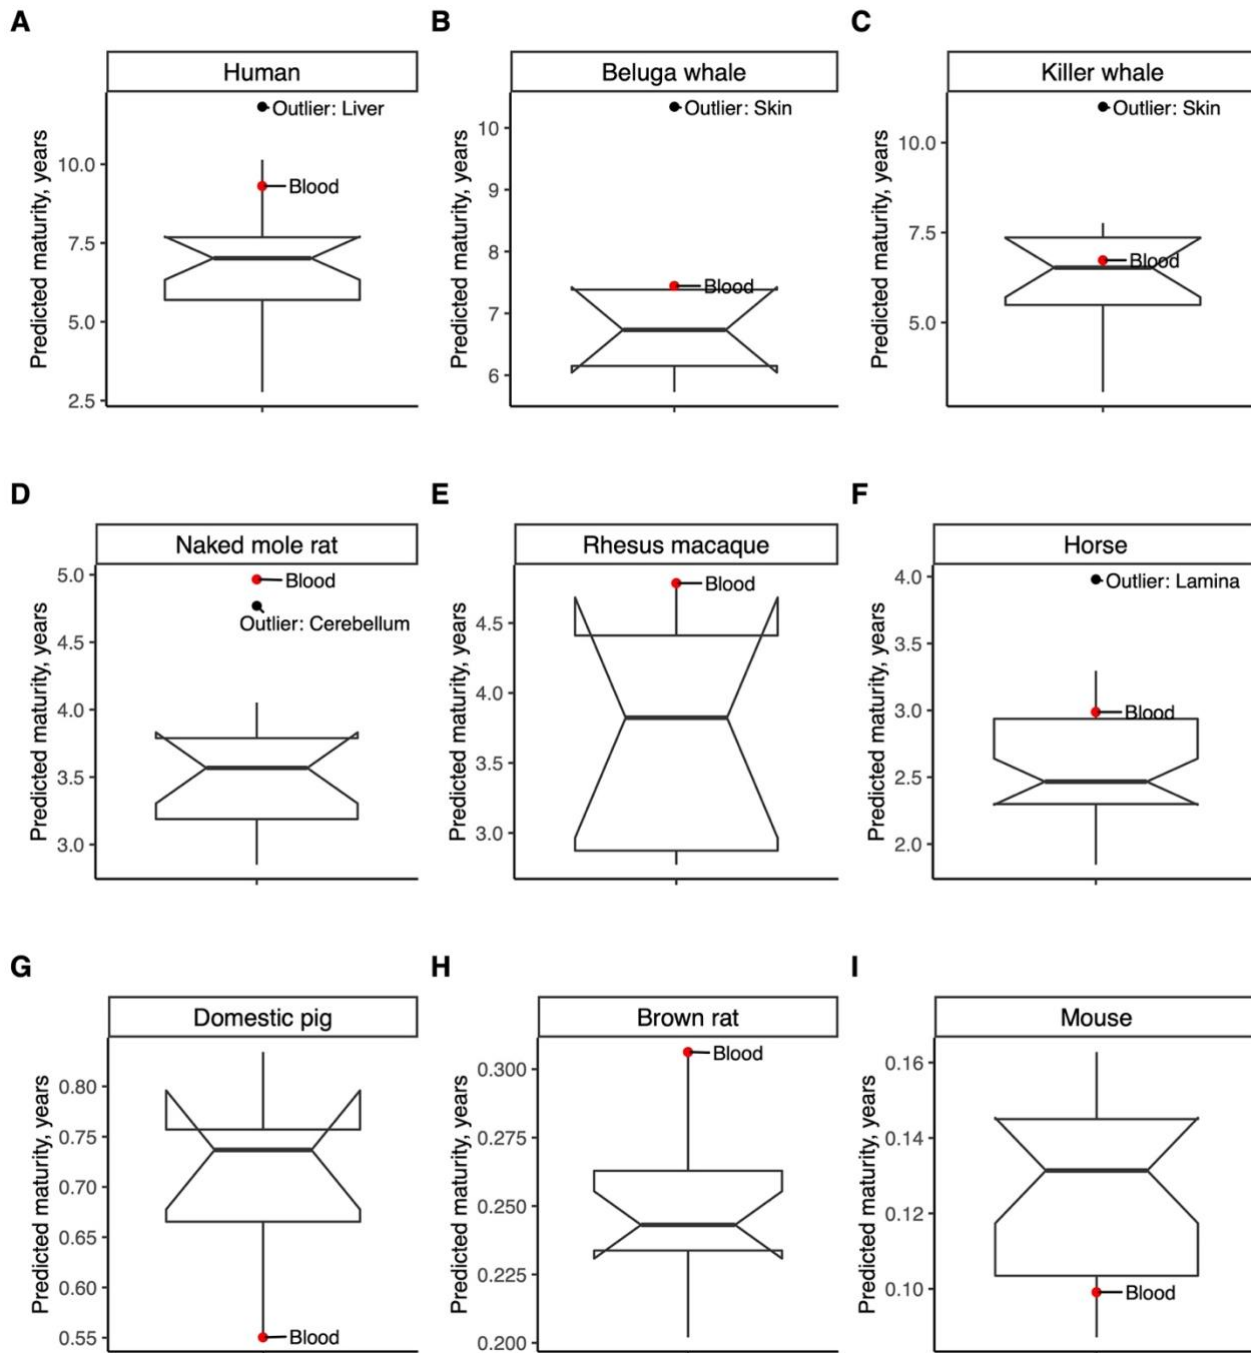 A
B
C
Human
Beluga whale
Killer whale
Predicted maturity, years
10.0
7.5
5.0
2.5
Outlier: Liver
Blood
Predicted maturity, years
10
9
8
7
6
Outlier: Skin
Blood
Predicted maturity, years
10.0
7.5
5.0
Outlier: Skin
Blood
D
E
F
Naked mole rat
Rhesus macaque
Horse
Predicted maturity, years
5.0
4.5
4.0
3.5
3.0
Blood
Outlier: Cerebellum
Predicted maturity, years
4.5
4.0
3.5
3.0
Blood
Predicted maturity, years
4.0
3.5
3.0
2.5
2.0
Outlier: Lamina
Blood
G
H
I
Domestic pig
Brown rat
Mouse
Predicted maturity, years
0.80
0.75
0.70
0.65
0.60
0.55
Blood
Predicted maturity, years
0.300
0.275
0.250
0.225
0.200
Blood
Predicted maturity, years
0.16
0.14
0.12
0.10
Blood